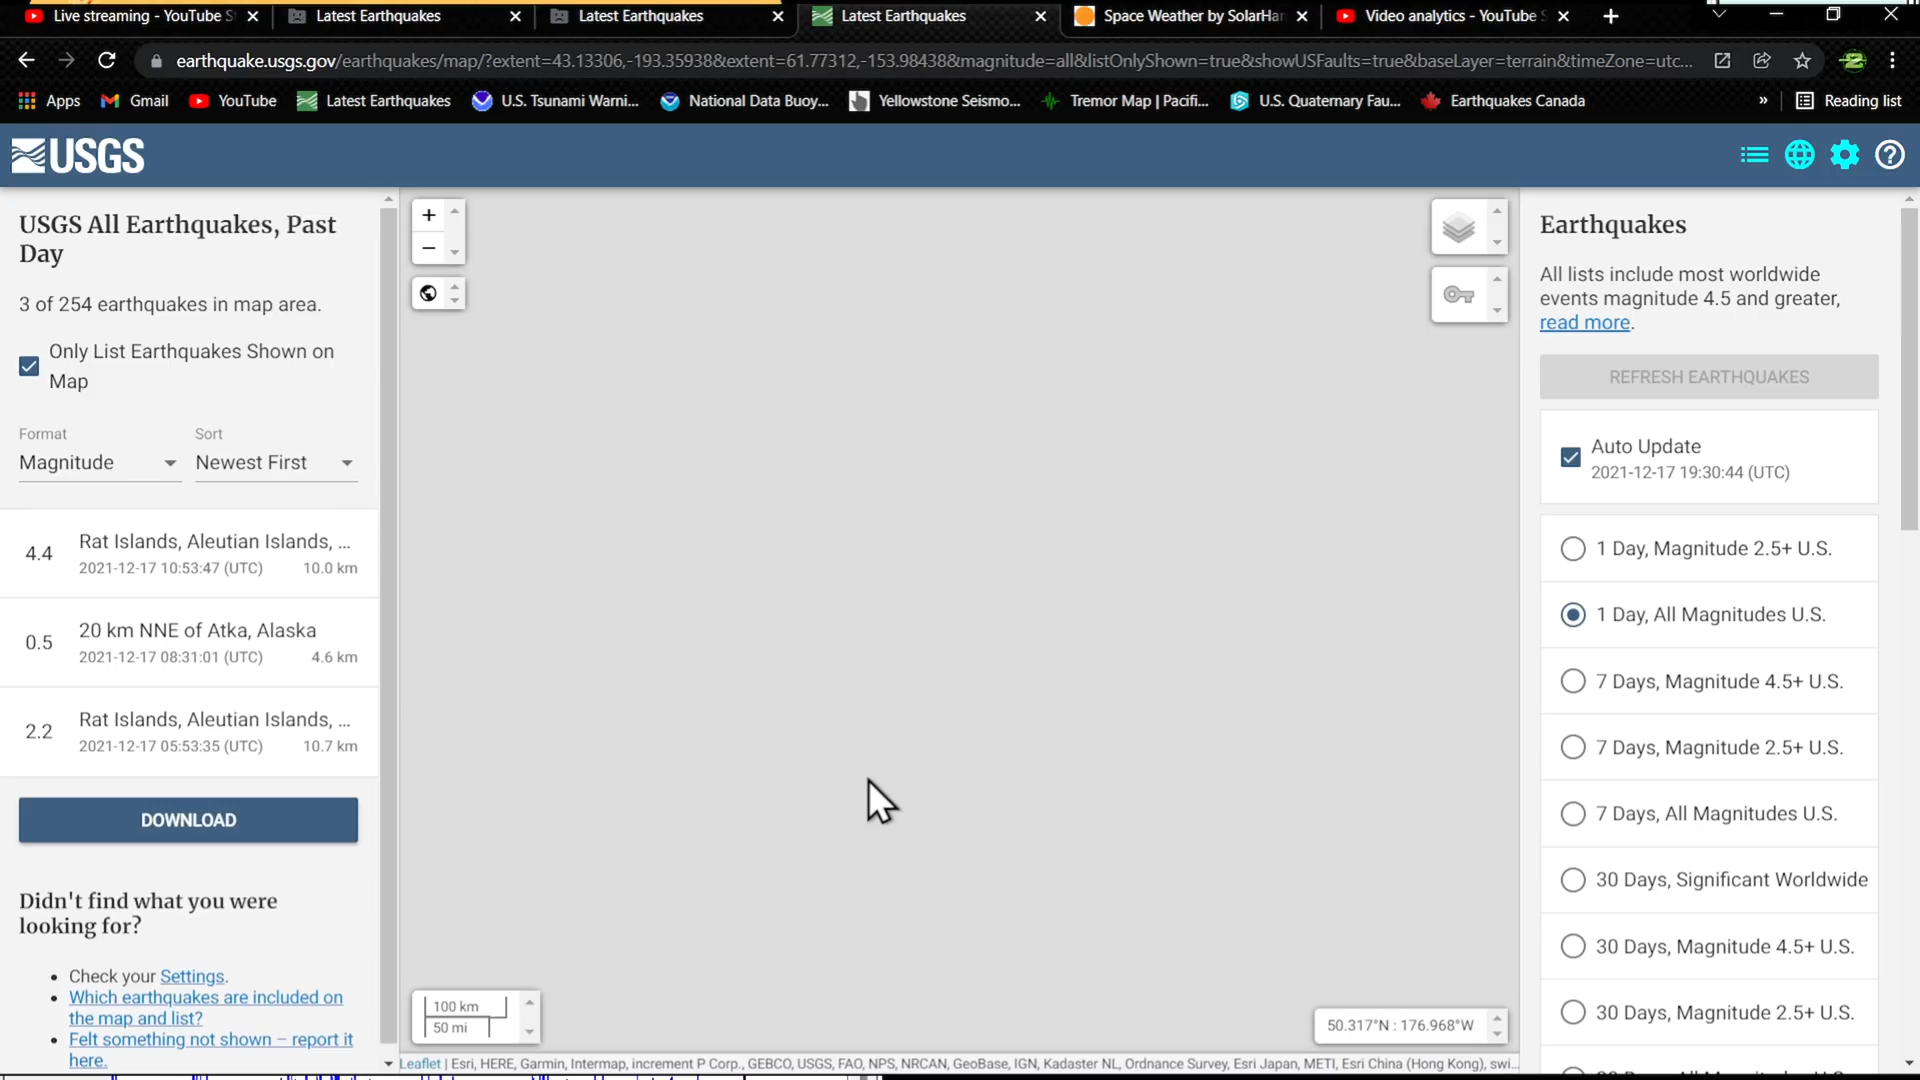 Live streaming - YouTube S
Latest Earthquakes
Latest Earthquakes
Latest Earthquakes
Space Weather by SolarHam
Video analytics - YouTube S
earthquake.usgs.gov/earthquakes/map/?extent=43.13306,-193.35938&extent=61.77312,-153.98438&magnitude=all&listOnlyShown=true&showUSFaults=true&baseLayer=terrain&timeZone=utc...
Apps
Gmail
YouTube
Latest Earthquakes
U.S. Tsunami Warni...
National Data Buoy...
Yellowstone Seismo...
Tremor Map | Pacifi...
U.S. Quaternary Fau...
Earthquakes Canada
»
Reading list
USGS
USGS All Earthquakes, Past
Day
3 of 254 earthquakes in map area.
Only List Earthquakes Shown on
Map
Format
Sort
Magnitude
Newest First
4.4
Rat Islands, Aleutian Islands, ...
2021-12-17 10:53:47 (UTC) 10.0 km
0.5
20 km NNE of Atka, Alaska
2021-12-17 08:31:01 (UTC) 4.6 km
2.2
Rat Islands, Aleutian Islands, ...
2021-12-17 05:53:35 (UTC) 10.7 km
DOWNLOAD
Didn't find what you were
looking for?
• Check your Settings.
• Which earthquakes are included on
the map and list?
• Felt something not shown – report it
here.
+
−
100 km
50 mi
50.317°N : 176.968°W
Leaflet | Esri, HERE, Garmin, Intermap, increment P Corp., GEBCO, USGS, FAO, NPS, NRCAN, GeoBase, IGN, Kadaster NL, Ordnance Survey, Esri Japan, METI, Esri China (Hong Kong), swi...
Earthquakes
All lists include most worldwide
events magnitude 4.5 and greater,
read more.
REFRESH EARTHQUAKES
Auto Update
2021-12-17 19:30:44 (UTC)
1 Day, Magnitude 2.5+ U.S.
1 Day, All Magnitudes U.S.
7 Days, Magnitude 4.5+ U.S.
7 Days, Magnitude 2.5+ U.S.
7 Days, All Magnitudes U.S.
30 Days, Significant Worldwide
30 Days, Magnitude 4.5+ U.S.
30 Days, Magnitude 2.5+ U.S.